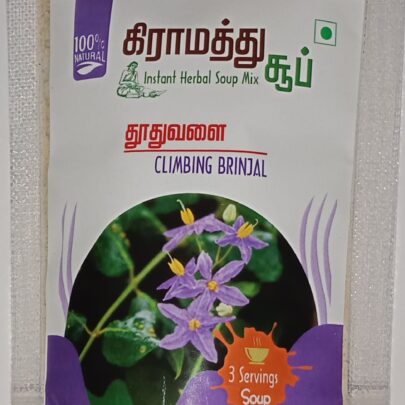 100%
NATURAL
கிராமத்து
சூப்
Instant Herbal Soup Mix
தூதுவளை
CLIMBING BRINJAL
3 Servings
Soup